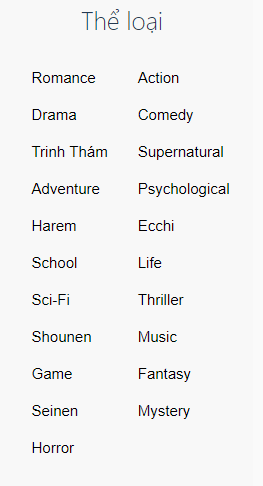 Thể loại
Romance Action
Drama Comedy
Trinh Thám Supernatural
Adventure Psychological
Harem Ecchi
School Life
Sci-Fi Thriller
Shounen Music
Game Fantasy
Seinen Mystery
Horror